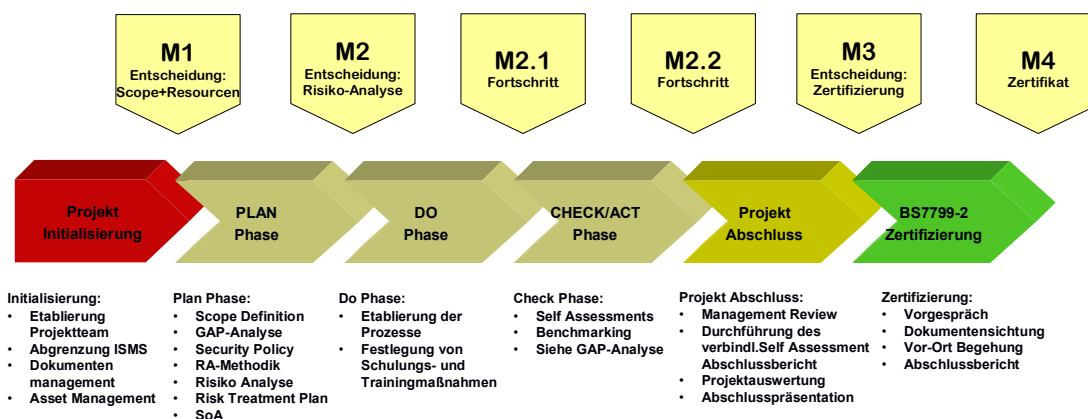 M1
Entscheidung:
Scope+Resourcen
M2
Entscheidung:
Risiko-Analyse
M2.1
Fortschritt
M2.2
Fortschritt
M3
Entscheidung:
Zertifizierung
M4
Zertifikat
Projekt
Initialisierung
PLAN
Phase
DO
Phase
CHECK/ACT
Phase
Projekt
Abschluss
BS7799-2
Zertifizierung
Initialisierung:
• Etablierung
Projektteam
• Abgrenzung ISMS
• Dokumenten
management
• Asset Management
Plan Phase:
• Scope Definition
• GAP-Analyse
• Security Policy
• RA-Methodik
• Risiko Analyse
• Risk Treatment Plan
• SoA
Do Phase:
• Etablierung der
Prozesse
• Festlegung von
Schulungs- und
Trainingmaßnahmen
Check Phase:
• Self Assessments
• Benchmarking
• Siehe GAP-Analyse
Projekt Abschluss:
• Management Review
• Durchführung des
verbindl.Self Assessment
Abschlussbericht
• Projektauswertung
• Abschlusspräsentation
Zertifizierung:
• Vorgespräch
• Dokumentensichtung
• Vor-Ort Begehung
• Abschlussbericht